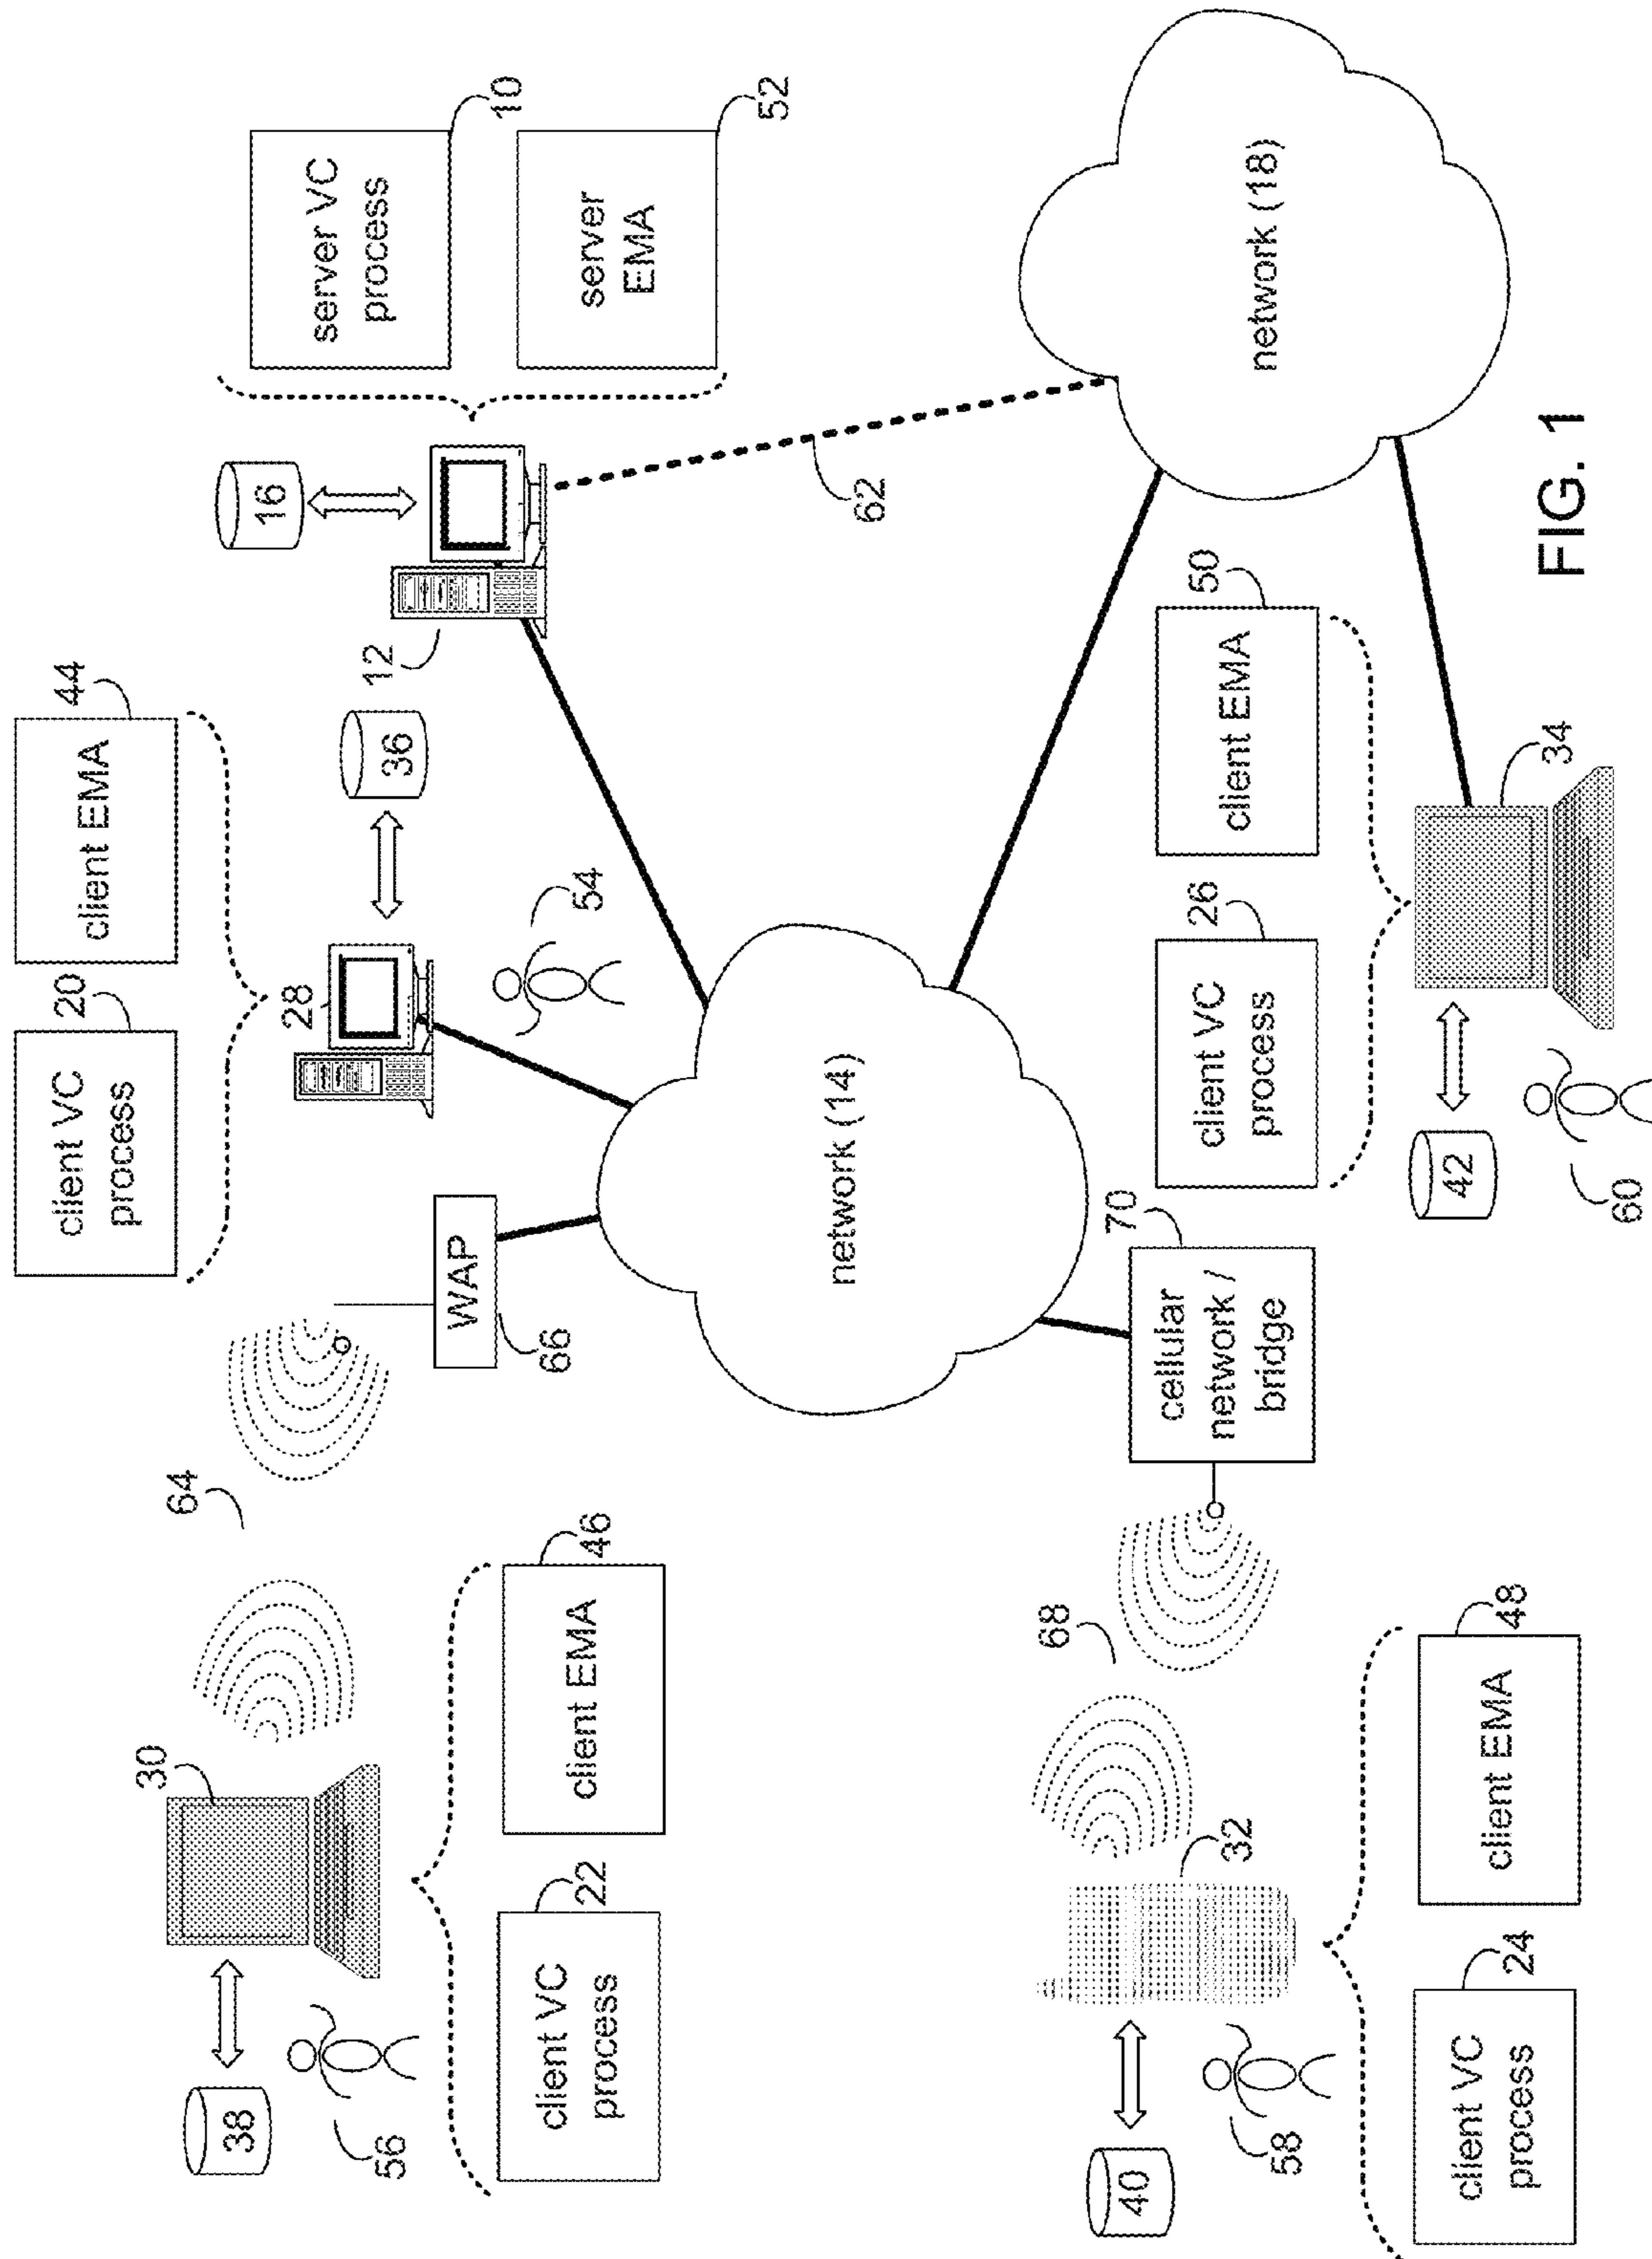 38
56
30
64
client VC
process
22
client EMA
46
client VC
process
20
client EMA
44
28
36
WAP
66
54
12
16
server VC
process
10
server
EMA
52
62
network (14)
network (18)
40
58
32
68
client VC
process
24
client EMA
48
cellular
network /
bridge
70
client VC
process
26
client EMA
50
42
60
34
FIG. 1